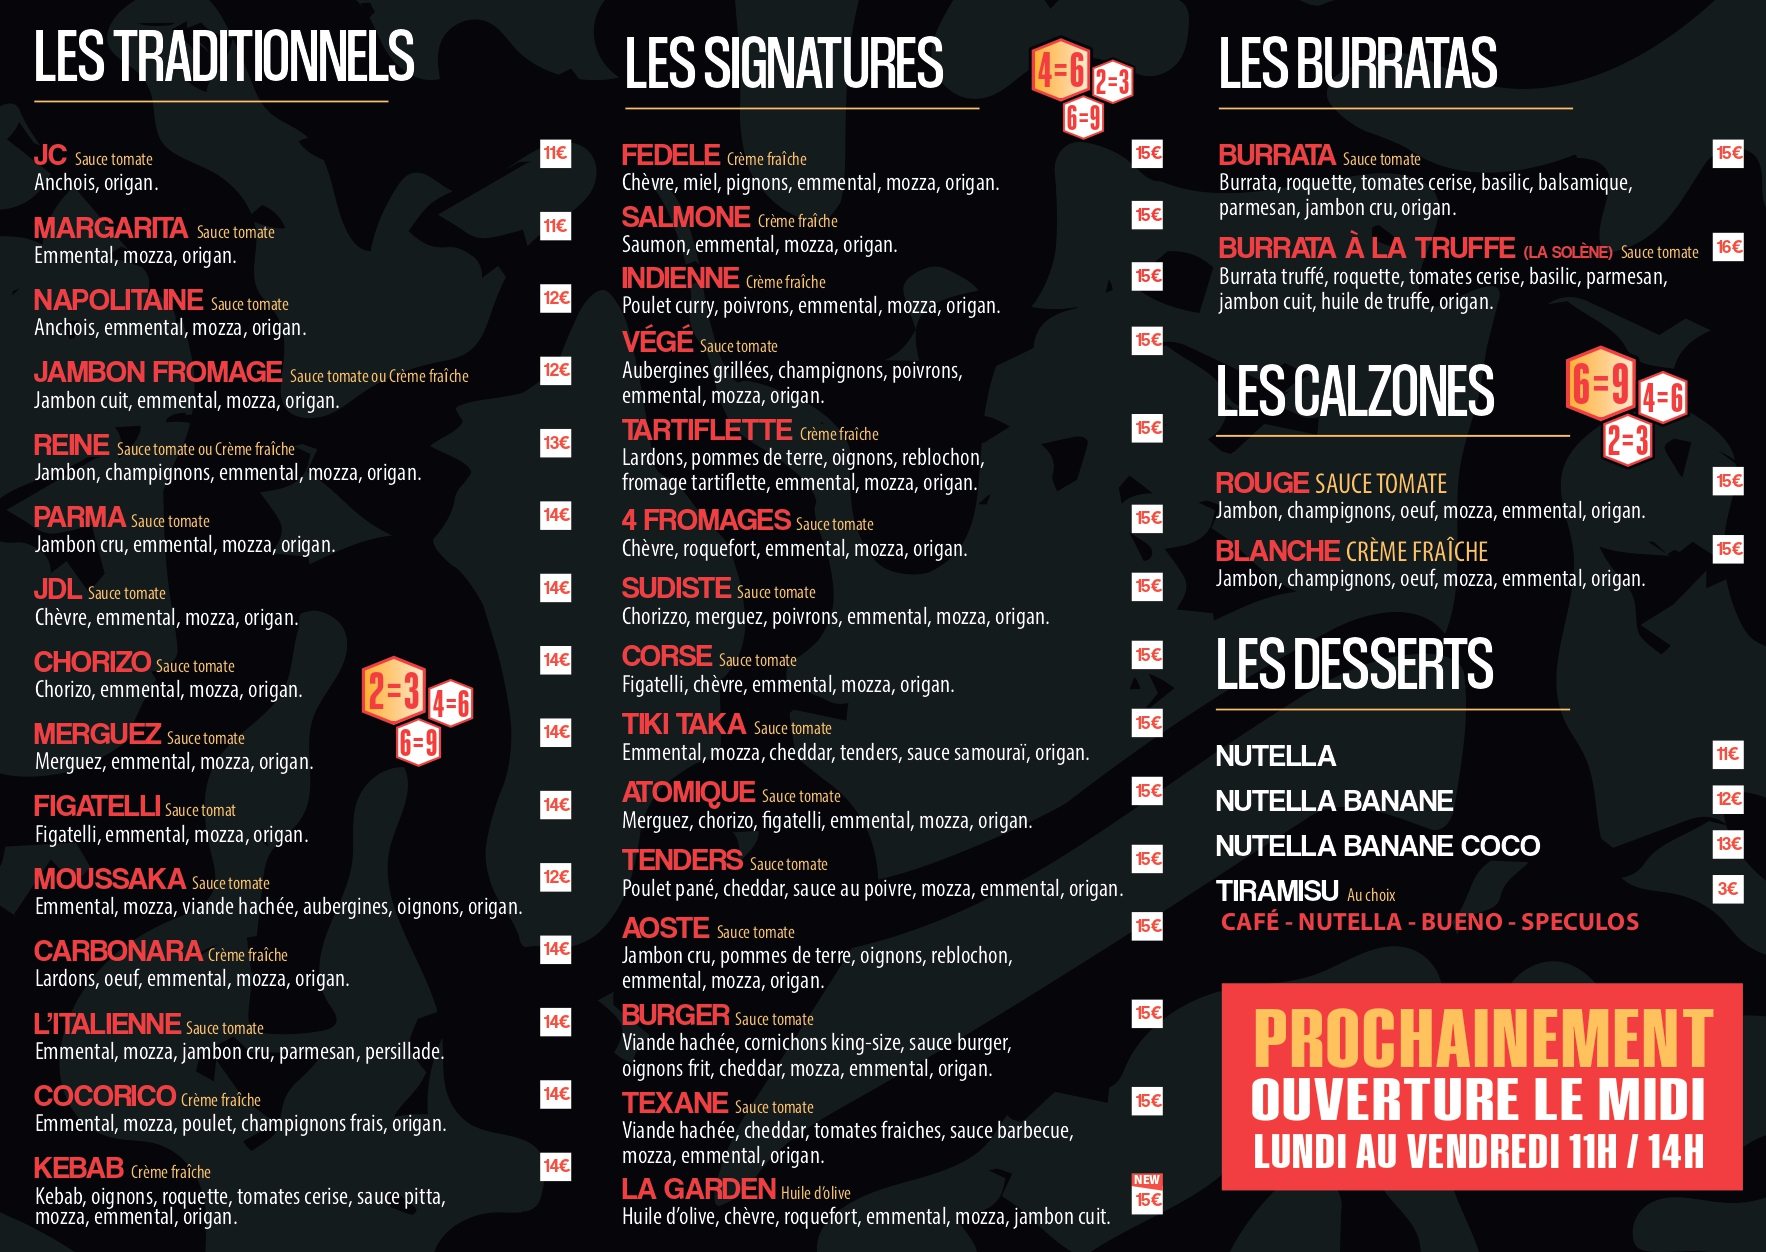 LES TRADITIONNELS
JC Sauce tomate 11€
Anchois, origan.
MARGARITA Sauce tomate 11€
Emmental, mozza, origan.
NAPOLITAINE Sauce tomate 12€
Anchois, emmental, mozza, origan.
JAMBON FROMAGE Sauce tomate ou Crème fraîche 12€
Jambon cuit, emmental, mozza, origan.
REINE Sauce tomate ou Crème fraîche 13€
Jambon, champignons, emmental, mozza, origan.
PARMA Sauce tomate 14€
Jambon cru, emmental, mozza, origan.
JDL Sauce tomate 14€
Chèvre, emmental, mozza, origan.
CHORIZO Sauce tomate 14€
Chorizo, emmental, mozza, origan.
2=3 4=6
6=9
MERGUEZ Sauce tomate 14€
Merguez, emmental, mozza, origan.
FIGATELLI Sauce tomat 14€
Figatelli, emmental, mozza, origan.
MOUSSAKA Sauce tomate 12€
Emmental, mozza, viande hachée, aubergines, oignons, origan.
CARBONARA Crème fraîche 14€
Lardons, oeuf, emmental, mozza, origan.
L'ITALIENNE Sauce tomate 14€
Emmental, mozza, jambon cru, parmesan, persillade.
COCORICO Crème fraîche 14€
Emmental, mozza, poulet, champignons frais, origan.
KEBAB Crème fraîche 14€
Kebab, oignons, roquette, tomates cerise, sauce pitta,
mozza, emmental, origan.
LES SIGNATURES
4=6 2=3
6=9
FEDELE Crème fraîche 15€
Chèvre, miel, pignons, emmental, mozza, origan.
SALMONE Crème fraîche 15€
Saumon, emmental, mozza, origan.
INDIENNE Crème fraîche 15€
Poulet curry, poivrons, emmental, mozza, origan.
VÉGÉ Sauce tomate 15€
Aubergines grillées, champignons, poivrons,
emmental, mozza, origan.
TARTIFLETTE Crème fraîche 15€
Lardons, pommes de terre, oignons, reblochon,
fromage tartiflette, emmental, mozza, origan.
4 FROMAGES Sauce tomate 15€
Chèvre, roquefort, emmental, mozza, origan.
SUDISTE Sauce tomate 15€
Chorizzo, merguez, poivrons, emmental, mozza, origan.
CORSE Sauce tomate 15€
Figatelli, chèvre, emmental, mozza, origan.
TIKI TAKA Sauce tomate 15€
Emmental, mozza, cheddar, tenders, sauce samouraï, origan.
ATOMIQUE Sauce tomate 15€
Merguez, chorizo, figatelli, emmental, mozza, origan.
TENDERS Sauce tomate 15€
Poulet pané, cheddar, sauce au poivre, mozza, emmental, origan.
AOSTE Sauce tomate 15€
Jambon cru, pommes de terre, oignons, reblochon,
emmental, mozza, origan.
BURGER Sauce tomate 15€
Viande hachée, cornichons king-size, sauce burger,
oignons frit, cheddar, mozza, emmental, origan.
TEXANE Sauce tomate 15€
Viande hachée, cheddar, tomates fraiches, sauce barbecue,
mozza, emmental, origan.
NEW
LA GARDEN Huile d'olive 15€
Huile d'olive, chèvre, roquefort, emmental, mozza, jambon cuit.
LES BURRATAS
BURRATA Sauce tomate 15€
Burrata, roquette, tomates cerise, basilic, balsamique,
parmesan, jambon cru, origan.
BURRATA À LA TRUFFE (LA SOLÈNE) Sauce tomate 16€
Burrata truffé, roquette, tomates cerise, basilic, parmesan,
jambon cuit, huile de truffe, origan.
LES CALZONES
6=9 4=6
2=3
ROUGE SAUCE TOMATE 15€
Jambon, champignons, oeuf, mozza, emmental, origan.
BLANCHE CRÈME FRAÎCHE 15€
Jambon, champignons, oeuf, mozza, emmental, origan.
LES DESSERTS
NUTELLA 11€
NUTELLA BANANE 12€
NUTELLA BANANE COCO 13€
TIRAMISU Au choix 3€
CAFÉ - NUTELLA - BUENO - SPECULOS
PROCHAINEMENT
OUVERTURE LE MIDI
LUNDI AU VENDREDI 11H / 14H